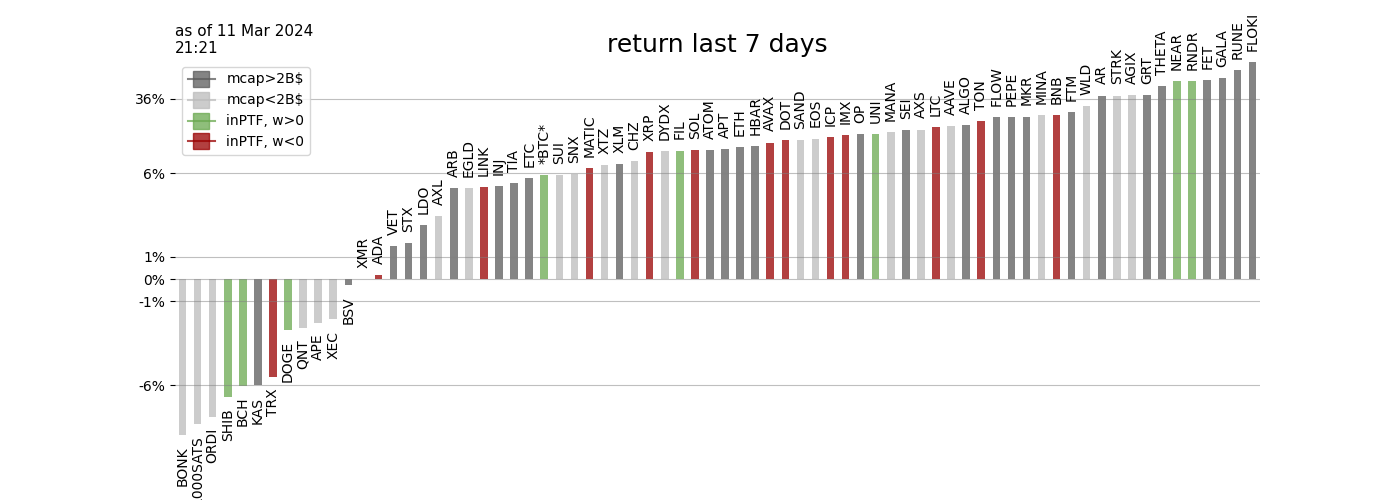 as of 11 Mar 2024
21:21
return last 7 days
mcap>2B$
mcap<2B$
inPTF, w>0
inPTF, w<0
36%
6%
1%
0%
-1%
-6%
BONK
000SATS
ORDI
SHIB
BCH
KAS
TRX
DOGE
QNT
APE
XEC
BSV
XMR
ADA
VET
STX
LDO
AXL
ARB
EGLD
LINK
INJ
TIA
ETC
*BTC*
SUI
SNX
MATIC
XTZ
XLM
CHZ
XRP
DYDX
FIL
SOL
ATOM
APT
ETH
HBAR
AVAX
DOT
SAND
EOS
ICP
IMX
OP
UNI
MANA
SEI
AXS
LTC
AAVE
ALGO
TON
FLOW
PEPE
MKR
MINA
BNB
FTM
WLD
AR
STRK
AGIX
GRT
THETA
NEAR
RNDR
FET
GALA
RUNE
FLOKI